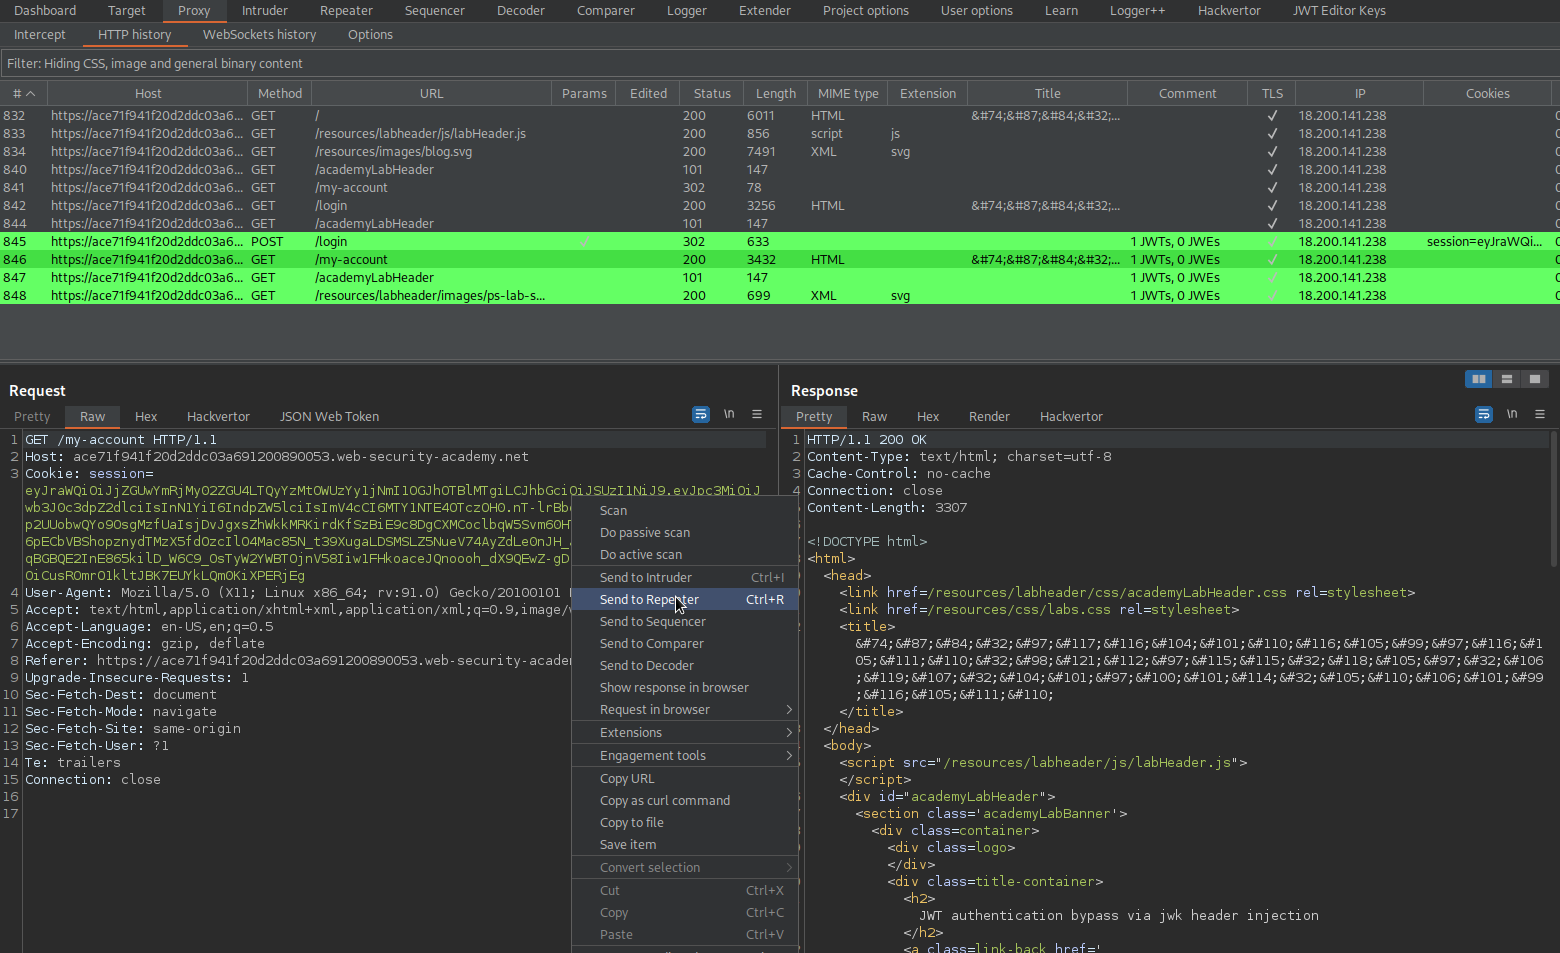 Dashboard Target Proxy Intruder Repeater Sequencer Decoder Comparer Logger Extender Project options User options Learn Logger++ Hackvertor JWT Editor Keys
Intercept HTTP history WebSockets history Options
Filter: Hiding CSS, image and general binary content
# Host Method URL Params Edited Status Length MIME type Extension Title Comment TLS IP Cookies
832 https://ace71f941f20d2ddc03a6... GET / 200 6011 HTML &#74;&#87;&#84;&#32;... ✓ 18.200.141.238
833 https://ace71f941f20d2ddc03a6... GET /resources/labheader/js/labHeader.js 200 856 script js ✓ 18.200.141.238
834 https://ace71f941f20d2ddc03a6... GET /resources/images/blog.svg 200 7491 XML svg ✓ 18.200.141.238
840 https://ace71f941f20d2ddc03a6... GET /academyLabHeader 101 147 ✓ 18.200.141.238
841 https://ace71f941f20d2ddc03a6... GET /my-account 302 78 ✓ 18.200.141.238
842 https://ace71f941f20d2ddc03a6... GET /login 200 3256 HTML &#74;&#87;&#84;&#32;... ✓ 18.200.141.238
844 https://ace71f941f20d2ddc03a6... GET /academyLabHeader 101 147 ✓ 18.200.141.238
845 https://ace71f941f20d2ddc03a6... POST /login ✓ 302 633 1 JWTs, 0 JWEs ✓ 18.200.141.238 session=eyJraWQi...
846 https://ace71f941f20d2ddc03a6... GET /my-account 200 3432 HTML &#74;&#87;&#84;&#32;... 1 JWTs, 0 JWEs ✓ 18.200.141.238
847 https://ace71f941f20d2ddc03a6... GET /academyLabHeader 101 147 1 JWTs, 0 JWEs ✓ 18.200.141.238
848 https://ace71f941f20d2ddc03a6... GET /resources/labheader/images/ps-lab-s... 200 699 XML svg 1 JWTs, 0 JWEs ✓ 18.200.141.238
Request
Pretty Raw Hex Hackvertor JSON Web Token \n
1 GET /my-account HTTP/1.1
2 Host: ace71f941f20d2ddc03a691200890053.web-security-academy.net
3 Cookie: session=
4 User-Agent: Mozilla/5.0 (X11; Linux x86_64; rv:91.0) Gecko/20100101
5 Accept: text/html,application/xhtml+xml,application/xml;q=0.9,image/
6 Accept-Language: en-US,en;q=0.5
7 Accept-Encoding: gzip, deflate
8 Referer: https://ace71f941f20d2ddc03a691200890053.web-security-acade
9 Upgrade-Insecure-Requests: 1
10 Sec-Fetch-Dest: document
11 Sec-Fetch-Mode: navigate
12 Sec-Fetch-Site: same-origin
13 Sec-Fetch-User: ?1
14 Te: trailers
15 Connection: close
16
17
Scan
Do passive scan
Do active scan
Send to Intruder Ctrl+I
Send to Repeater Ctrl+R
Send to Sequencer
Send to Comparer
Send to Decoder
Show response in browser
Request in browser
Extensions
Engagement tools
Copy URL
Copy as curl command
Copy to file
Save item
Convert selection
Cut Ctrl+X
Copy Ctrl+C
Paste Ctrl+V
Response
Pretty Raw Hex Render Hackvertor \n
1 HTTP/1.1 200 OK
2 Content-Type: text/html; charset=utf-8
3 Cache-Control: no-cache
4 Connection: close
Content-Length: 3307
<!DOCTYPE html>
<html>
<head>
<link href=/resources/labheader/css/academyLabHeader.css rel=stylesheet>
<link href=/resources/css/labs.css rel=stylesheet>
<title>
&#74;&#87;&#84;&#32;&#97;&#117;&#116;&#104;&#101;&#110;&#116;&#105;&#99;&#97;&#116;&#1
05;&#111;&#110;&#32;&#98;&#121;&#112;&#97;&#115;&#115;&#32;&#118;&#105;&#97;&#32;&#106
;&#119;&#107;&#32;&#104;&#101;&#97;&#100;&#101;&#114;&#32;&#105;&#110;&#106;&#101;&#99
;&#116;&#105;&#111;&#110;
</title>
</head>
<body>
<script src="/resources/labheader/js/labHeader.js">
</script>
<div id="academyLabHeader">
<section class='academyLabBanner'>
<div class=container>
<div class=logo>
</div>
<div class=title-container>
<h2>
JWT authentication bypass via jwk header injection
</h2>
<a class=link-back href='